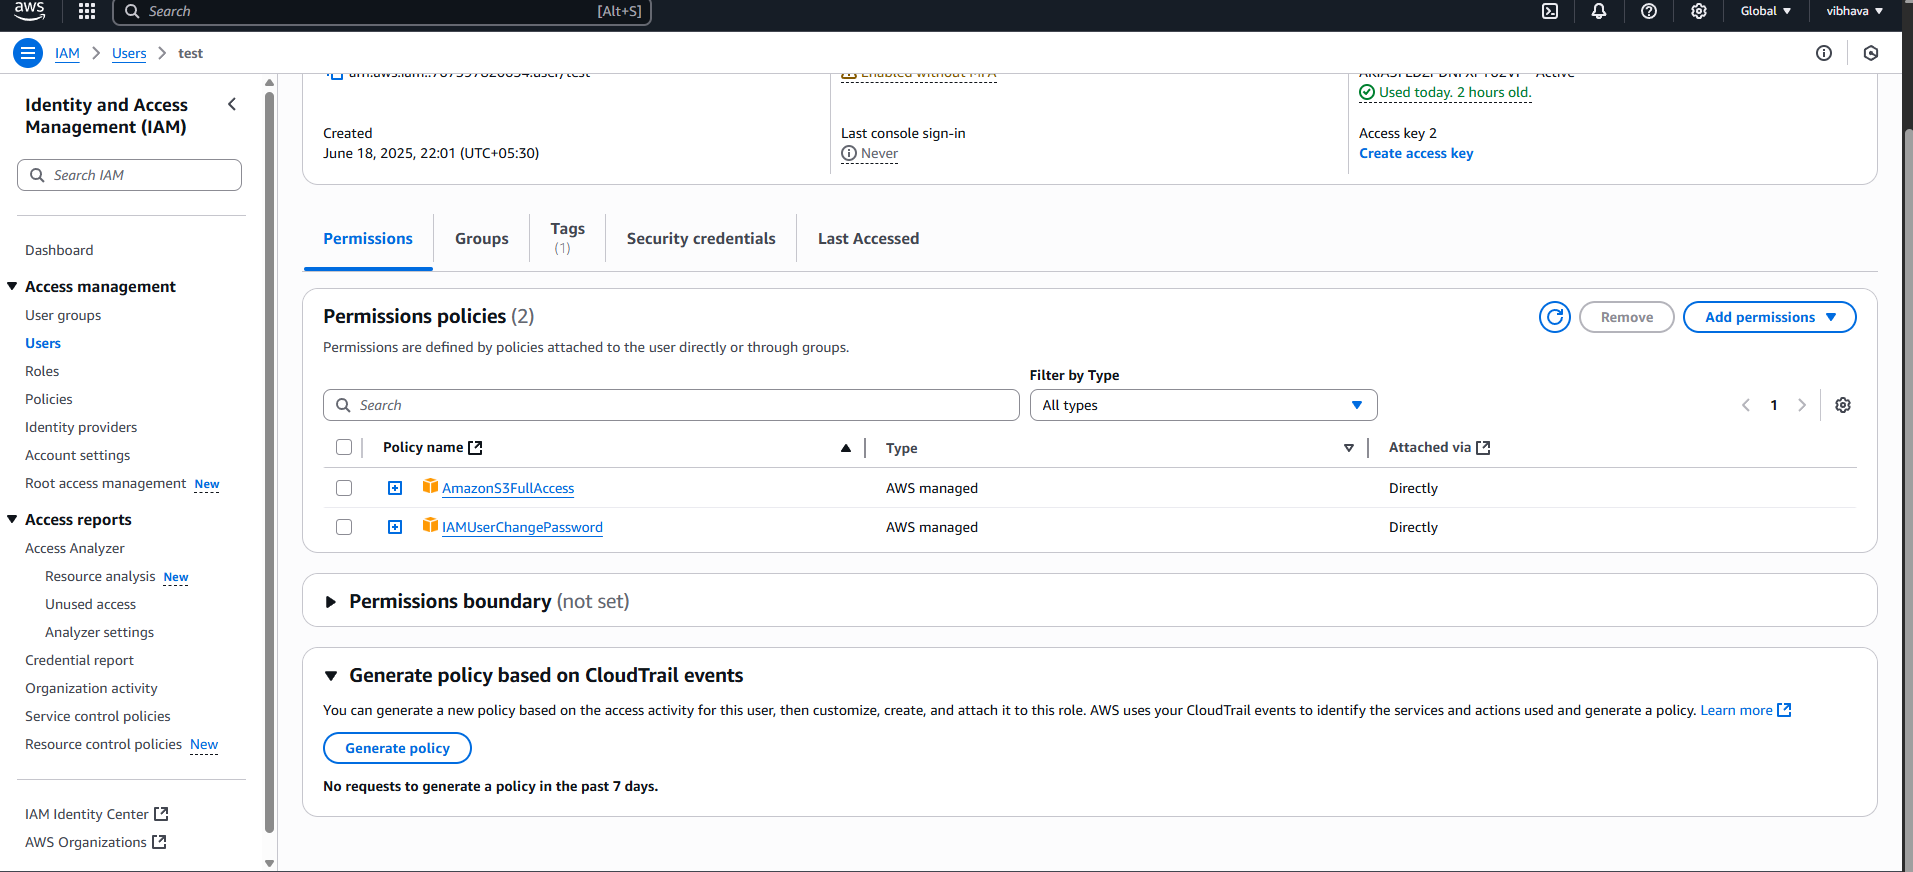 aws
Search
[Alt+S]
Global
vibhava
IAM
Users
test
Identity and Access
Management (IAM)
Search IAM
Dashboard
Access management
User groups
Users
Roles
Policies
Identity providers
Account settings
Root access management New
Access reports
Access Analyzer
Resource analysis New
Unused access
Analyzer settings
Credential report
Organization activity
Service control policies
Resource control policies New
IAM Identity Center
AWS Organizations
Enabled without MFA
Active
Used today. 2 hours old.
Created
June 18, 2025, 22:01 (UTC+05:30)
Last console sign-in
Never
Access key 2
Create access key
Permissions
Groups
Tags
(1)
Security credentials
Last Accessed
Permissions policies (2)
Remove
Add permissions
Permissions are defined by policies attached to the user directly or through groups.
Filter by Type
Search
All types
1
Policy name
Type
Attached via
AmazonS3FullAccess
AWS managed
Directly
IAMUserChangePassword
AWS managed
Directly
Permissions boundary (not set)
Generate policy based on CloudTrail events
You can generate a new policy based on the access activity for this user, then customize, create, and attach it to this role. AWS uses your CloudTrail events to identify the services and actions used and generate a policy. Learn more
Generate policy
No requests to generate a policy in the past 7 days.